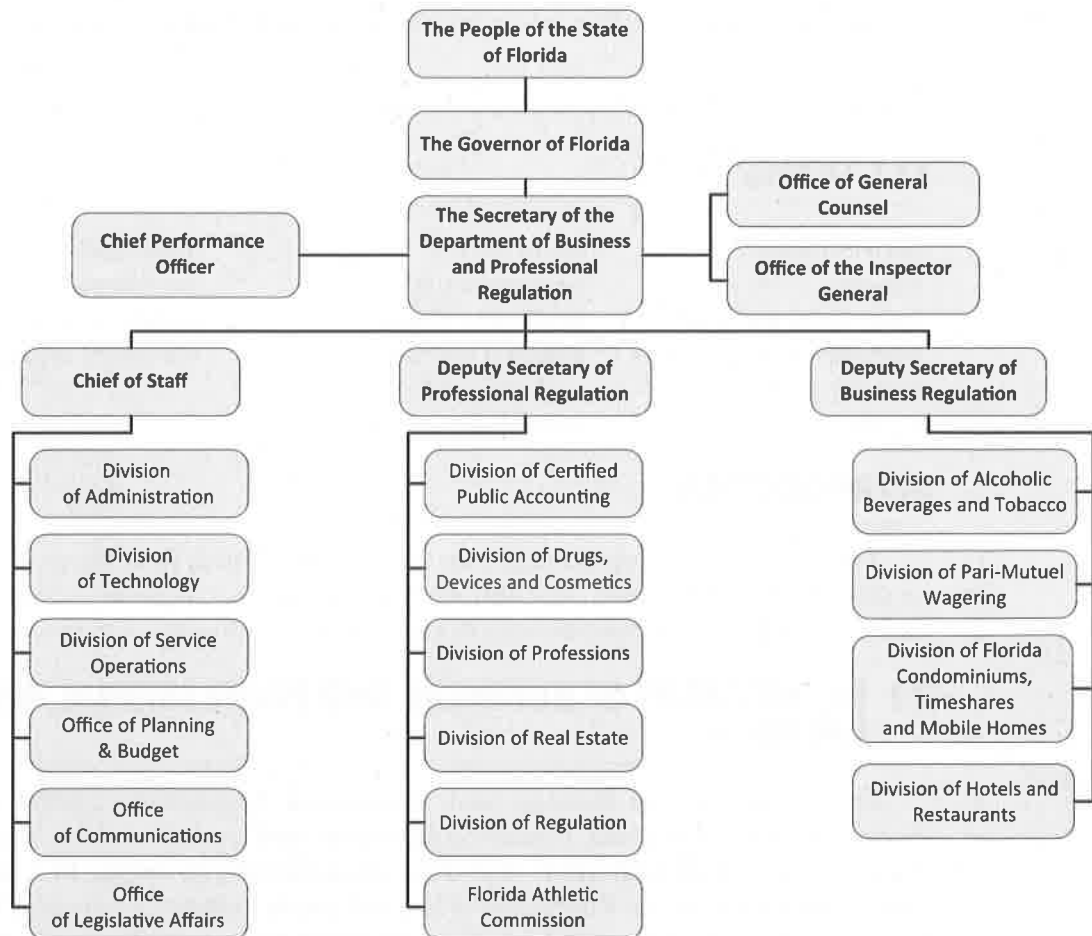 The People of the State
of Florida
The Governor of Florida
The Secretary of the
Department of Business
and Professional
Regulation
Chief Performance
Officer
Office of General
Counsel
Office of the Inspector
General
Chief of Staff
Division
of Administration
Division
of Technology
Division of Service
Operations
Office of Planning
& Budget
Office
of Communications
Office
of Legislative Affairs
Deputy Secretary of
Professional Regulation
Division of Certified
Public Accounting
Division of Drugs,
Devices and Cosmetics
Division of Professions
Division of Real Estate
Division of Regulation
Florida Athletic
Commission
Deputy Secretary of
Business Regulation
Division of Alcoholic
Beverages and Tobacco
Division of Pari-Mutuel
Wagering
Division of Florida
Condominiums,
Timeshares
and Mobile Homes
Division of Hotels and
Restaurants